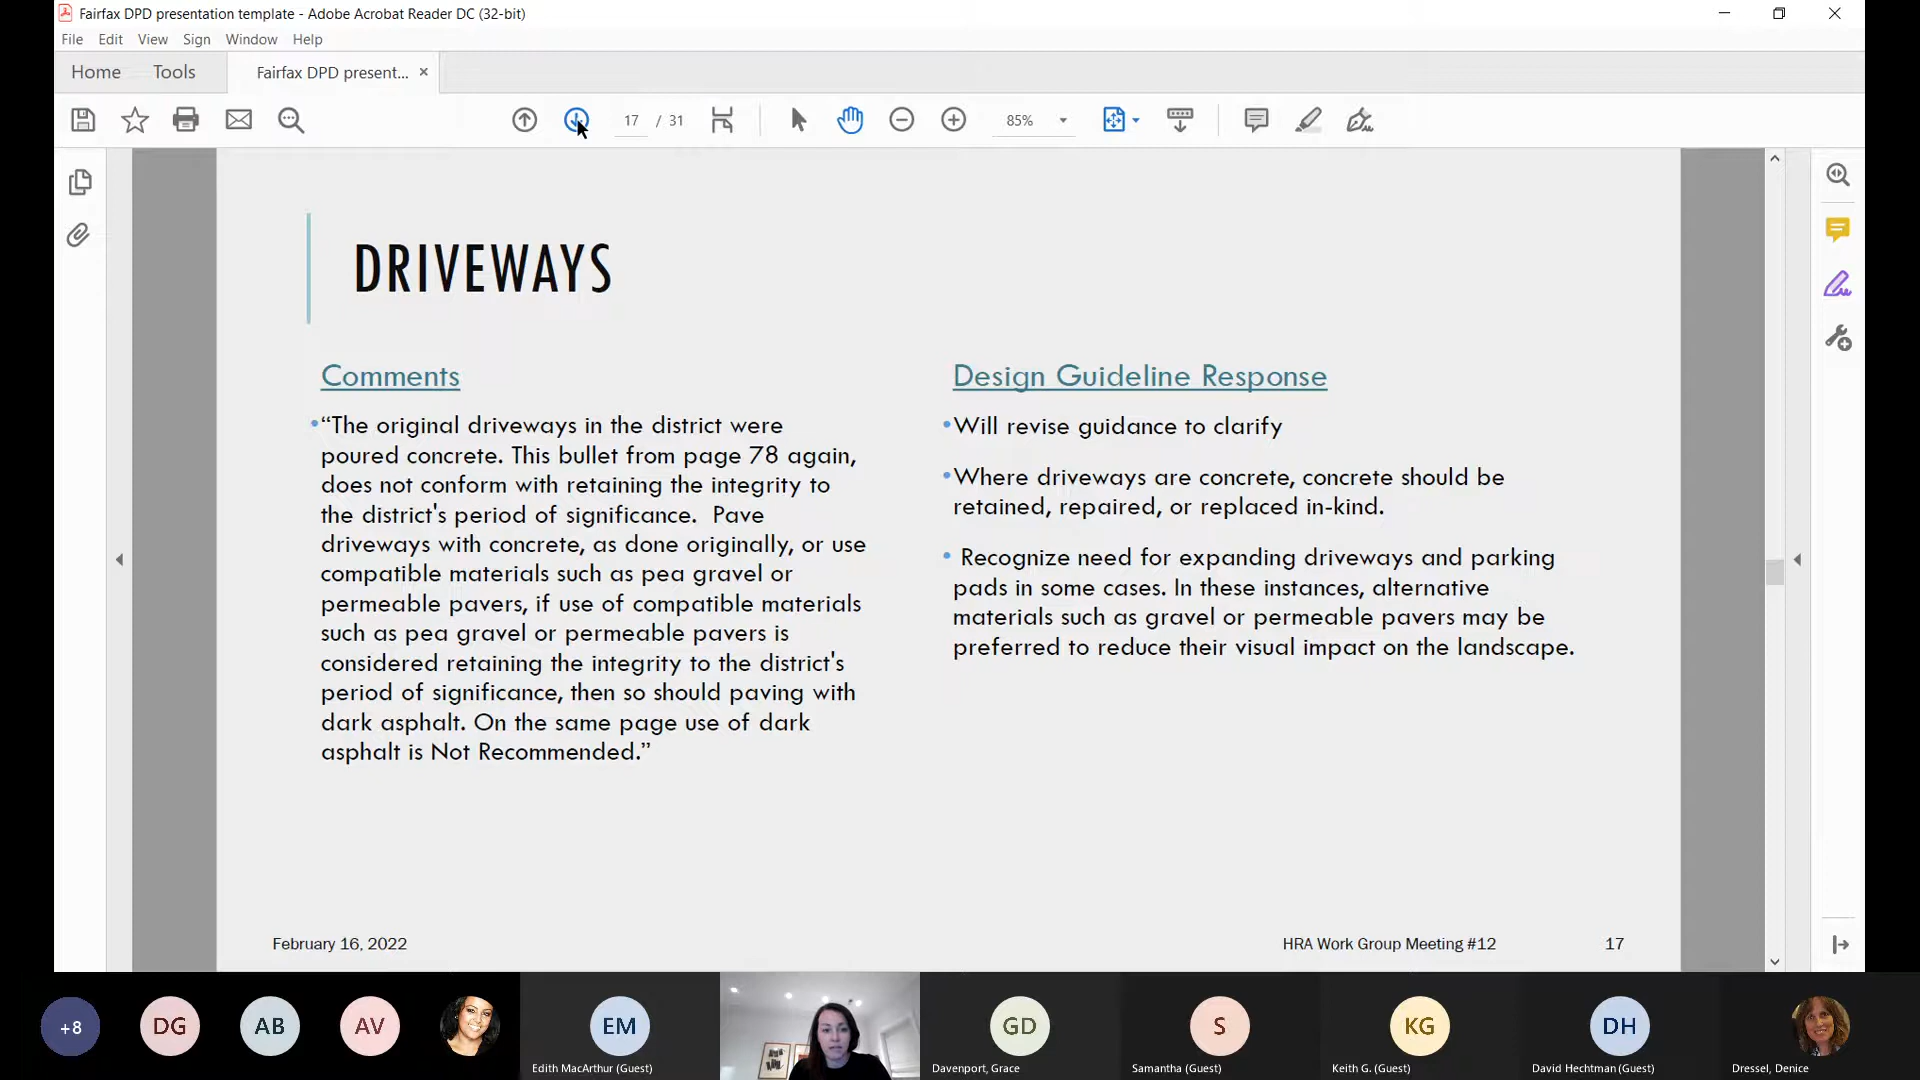 Fairfax DPD presentation template - Adobe Acrobat Reader DC (32-bit)
File Edit View Sign Window Help
Home Tools Fairfax DPD present... ×
17 / 31 85%
DRIVEWAYS
Comments
•“The original driveways in the district were
poured concrete. This bullet from page 78 again,
does not conform with retaining the integrity to
the district's period of significance.  Pave
driveways with concrete, as done originally, or use
compatible materials such as pea gravel or
permeable pavers, if use of compatible materials
such as pea gravel or permeable pavers is
considered retaining the integrity to the district's
period of significance, then so should paving with
dark asphalt. On the same page use of dark
asphalt is Not Recommended.”
Design Guideline Response
•Will revise guidance to clarify
•Where driveways are concrete, concrete should be
retained, repaired, or replaced in-kind.
• Recognize need for expanding driveways and parking
pads in some cases. In these instances, alternative
materials such as gravel or permeable pavers may be
preferred to reduce their visual impact on the landscape.
February 16, 2022 HRA Work Group Meeting #12 17
+8 DG AB AV EM GD S KG DH
Edith MacArthur (Guest) Davenport, Grace Samantha (Guest) Keith G. (Guest) David Hechtman (Guest) Dressel, Denice